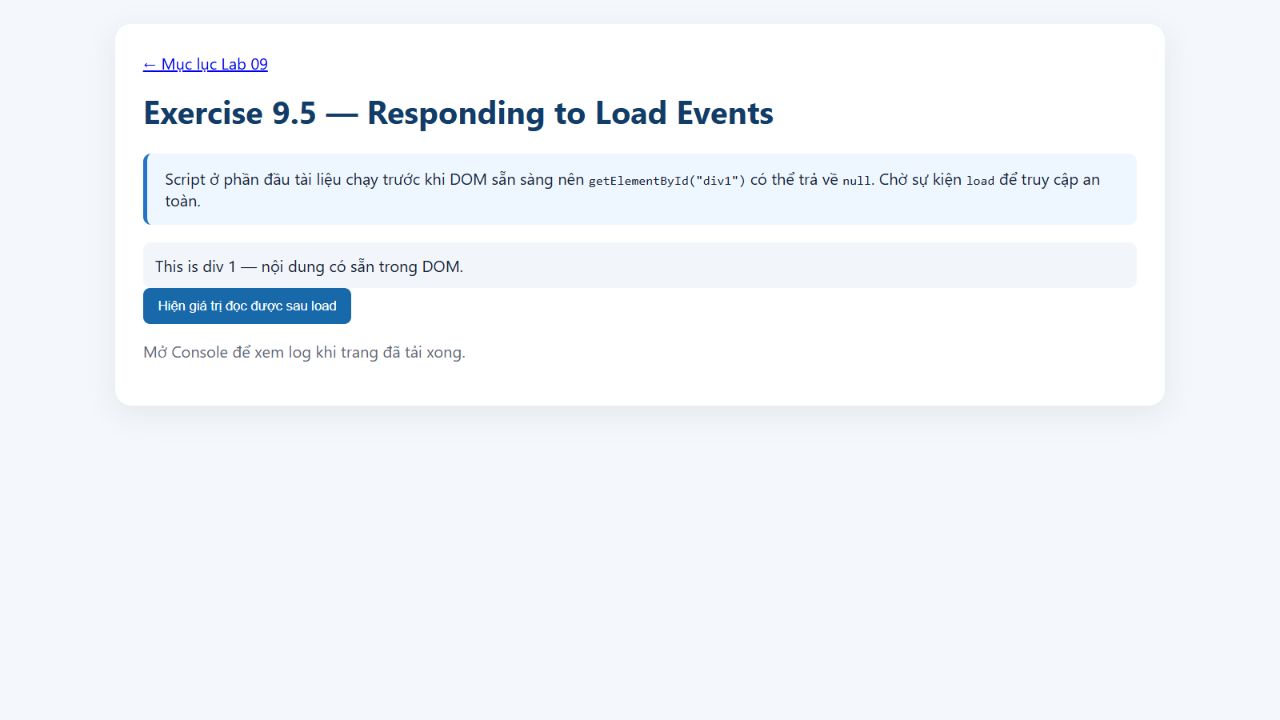 ← Mục lục Lab 09
Exercise 9.5 — Responding to Load Events
Script ở phần đầu tài liệu chạy trước khi DOM sẵn sàng nên getElementById("div1") có thể trả về null. Chờ sự kiện load để truy cập an
toàn.
This is div 1 — nội dung có sẵn trong DOM.
Hiện giá trị đọc được sau load
Mở Console để xem log khi trang đã tải xong.